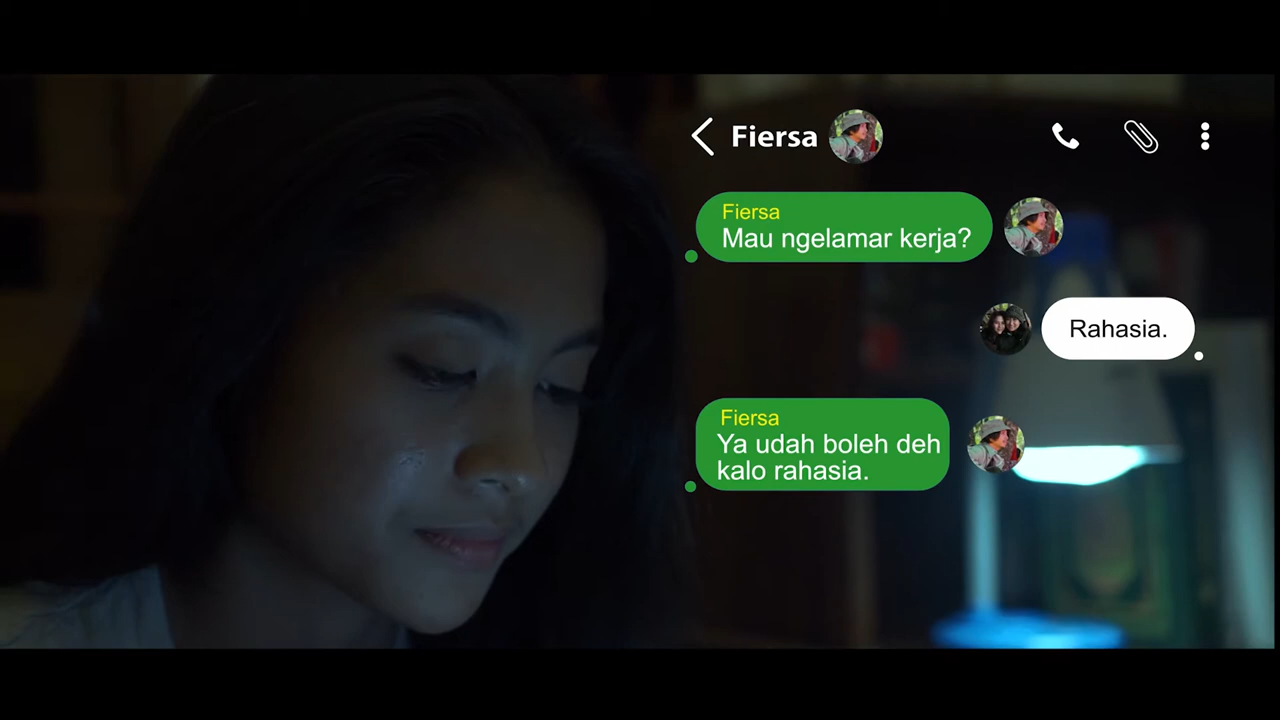 Fiersa
Fiersa
Mau ngelamar kerja?
Rahasia.
Fiersa
Ya udah boleh deh
kalo rahasia.